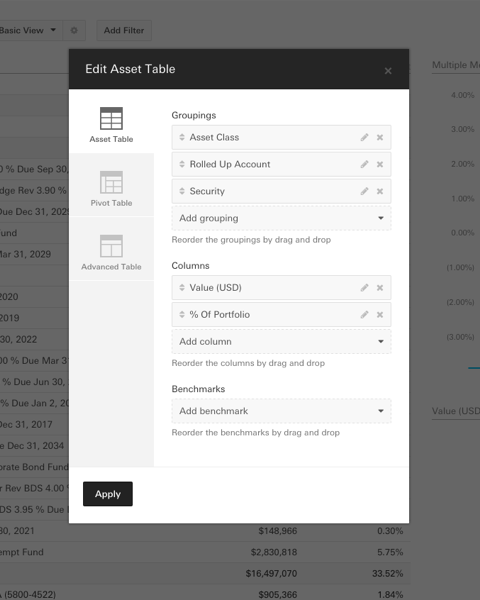 Basic View
Add Filter
Edit Asset Table
Multiple
4.00%
Asset Table
Groupings
Asset Class
3.00%
0 % Due Sep 30,
Rolled Up Account
2.00%
dge Rev 3.90 %
Security
Pivot Table
1.00%
Due Dec 31, 202
Add grouping
und
0.00%
Reorder the groupings by drag and drop
Mar 31, 2029
Columns
Advanced Table
(1.00%)
Value (USD)
2020
(2.00%)
2019
% Of Portfolio
30, 2022
(3.00%)
Add column
00 % Due Mar 3
Reorder the columns by drag and drop
% Due Jun 30,
Benchmarks
% Due Jan 2, 20
Add benchmark
Value (USD
Dec 31, 2017
Reorder the benchmarks by drag and drop
e Dec 31, 2034
orate Bond Fund
r Rev BDS 4.00
Apply
DS 3.95 % Due
30, 2021
$148,966
0.30%
empt Fund
$2,830,818
5.75%
$16,497,070
33.52%
A (5800-4522)
$905,366
1.84%